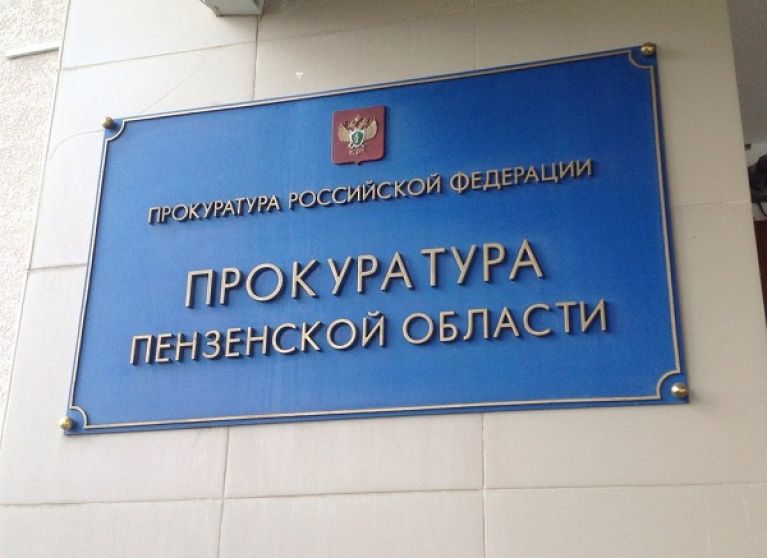 ПРОКУРАТУРА РОССИЙСКОЙ ФЕДЕРАЦИИ
ПРОКУРАТУРА
ПЕНЗЕНСКОЙ ОБЛАСТИ